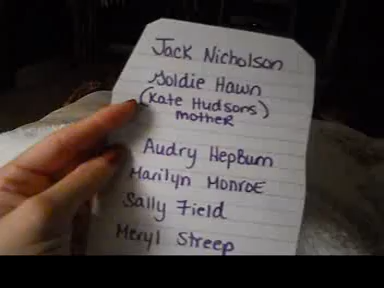 Jack Nicholson
Goldie Hawn
(Kate Hudsons)
mother
Audry Hepburn
Marilyn Monroe
Sally Field
Meryl Streep